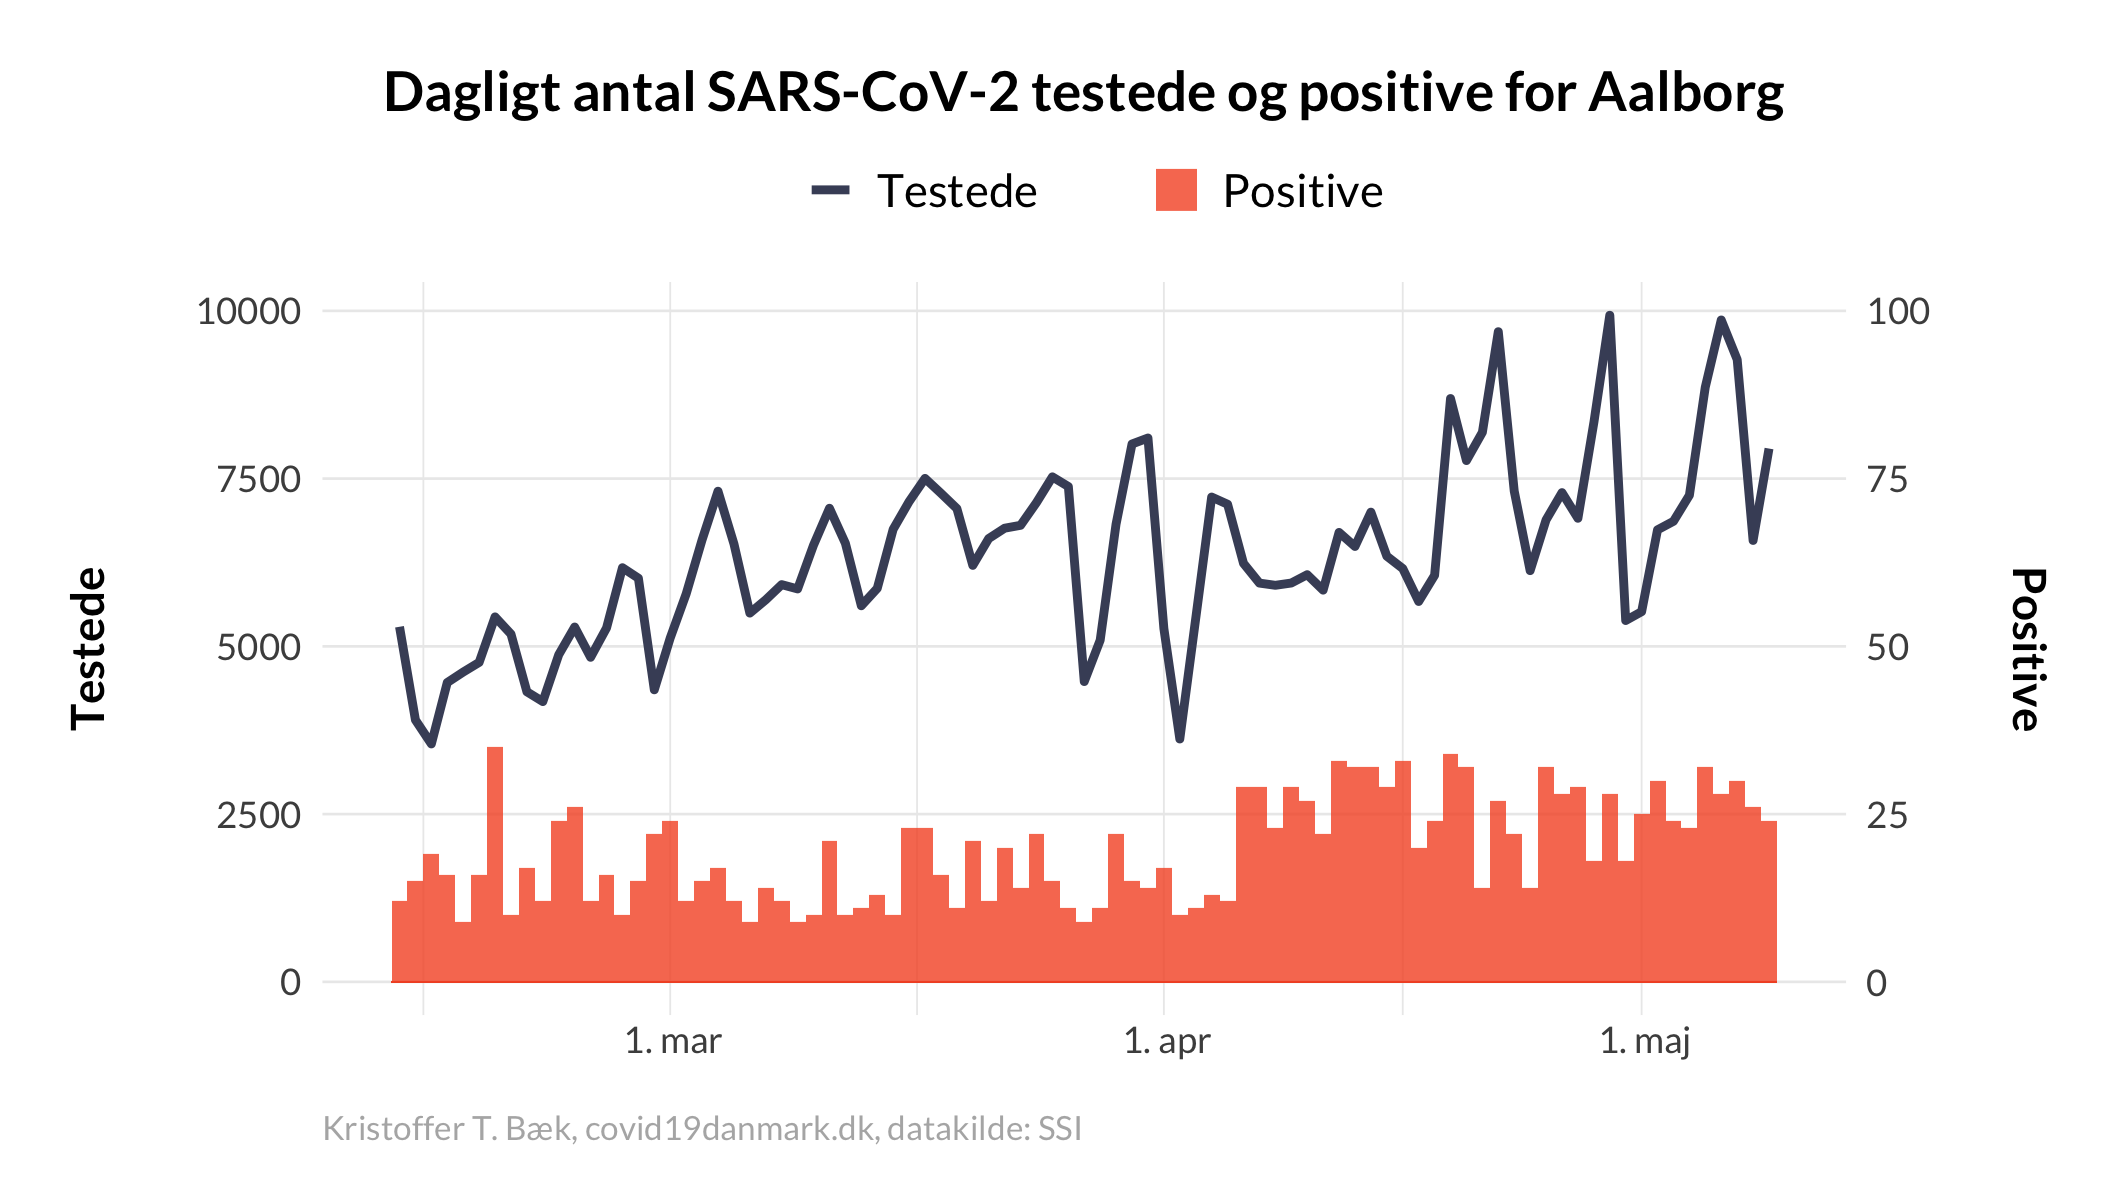 Dagligt antal SARS-CoV-2 testede og positive for Aalborg
Testede
Positive
10000
7500
5000
2500
0
Testede
100
75
50
25
0
Positive
1. mar
1. apr
1. maj
Kristoffer T. Bæk, covid19danmark.dk, datakilde: SSI